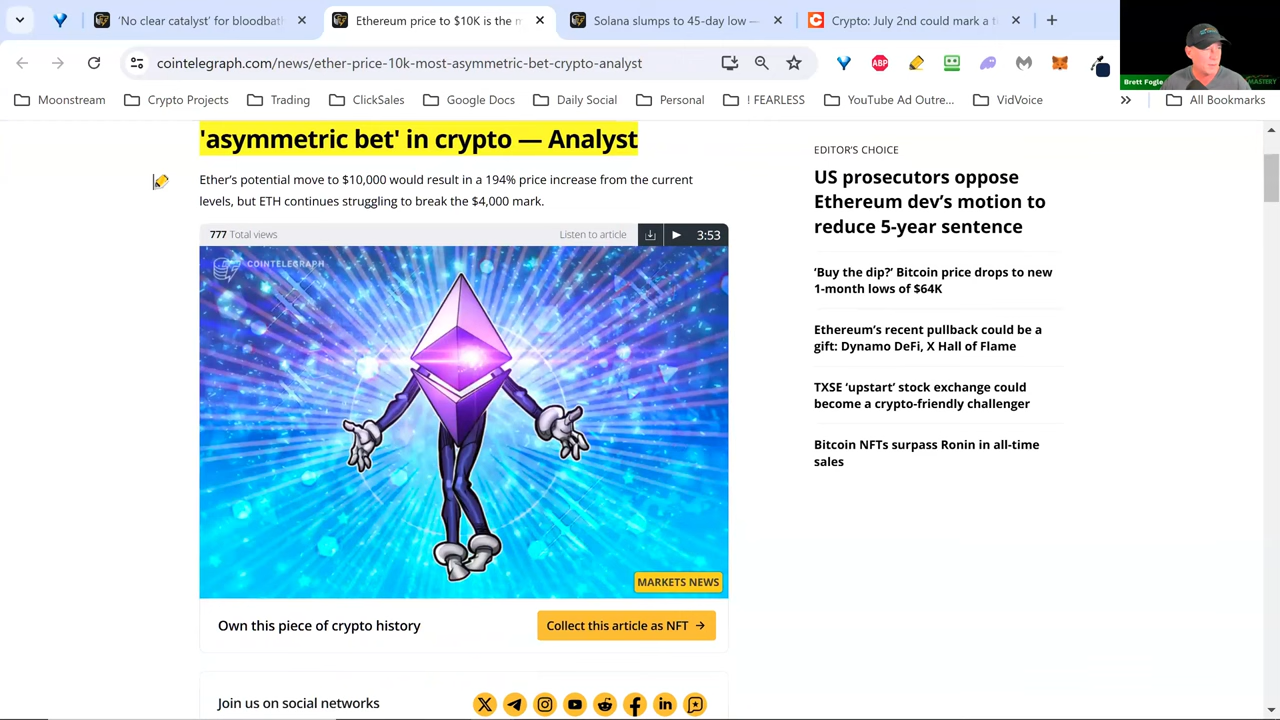 'No clear catalyst' for bloodbath
Ethereum price to $10K is the m
Solana slumps to 45-day low —
Crypto: July 2nd could mark a t
cointelegraph.com/news/ether-price-10k-most-asymmetric-bet-crypto-analyst
ABP
Brett Fogle
MASTERY
Moonstream
Crypto Projects
Trading
ClickSales
Google Docs
Daily Social
Personal
! FEARLESS
YouTube Ad Outre...
VidVoice
All Bookmarks
'asymmetric bet' in crypto — Analyst
Ether's potential move to $10,000 would result in a 194% price increase from the current
levels, but ETH continues struggling to break the $4,000 mark.
777 Total views
Listen to article
3:53
COINTELEGRAPH
MARKETS NEWS
Own this piece of crypto history
Collect this article as NFT →
Join us on social networks
EDITOR'S CHOICE
US prosecutors oppose
Ethereum dev's motion to
reduce 5-year sentence
'Buy the dip?' Bitcoin price drops to new
1-month lows of $64K
Ethereum's recent pullback could be a
gift: Dynamo DeFi, X Hall of Flame
TXSE 'upstart' stock exchange could
become a crypto-friendly challenger
Bitcoin NFTs surpass Ronin in all-time
sales